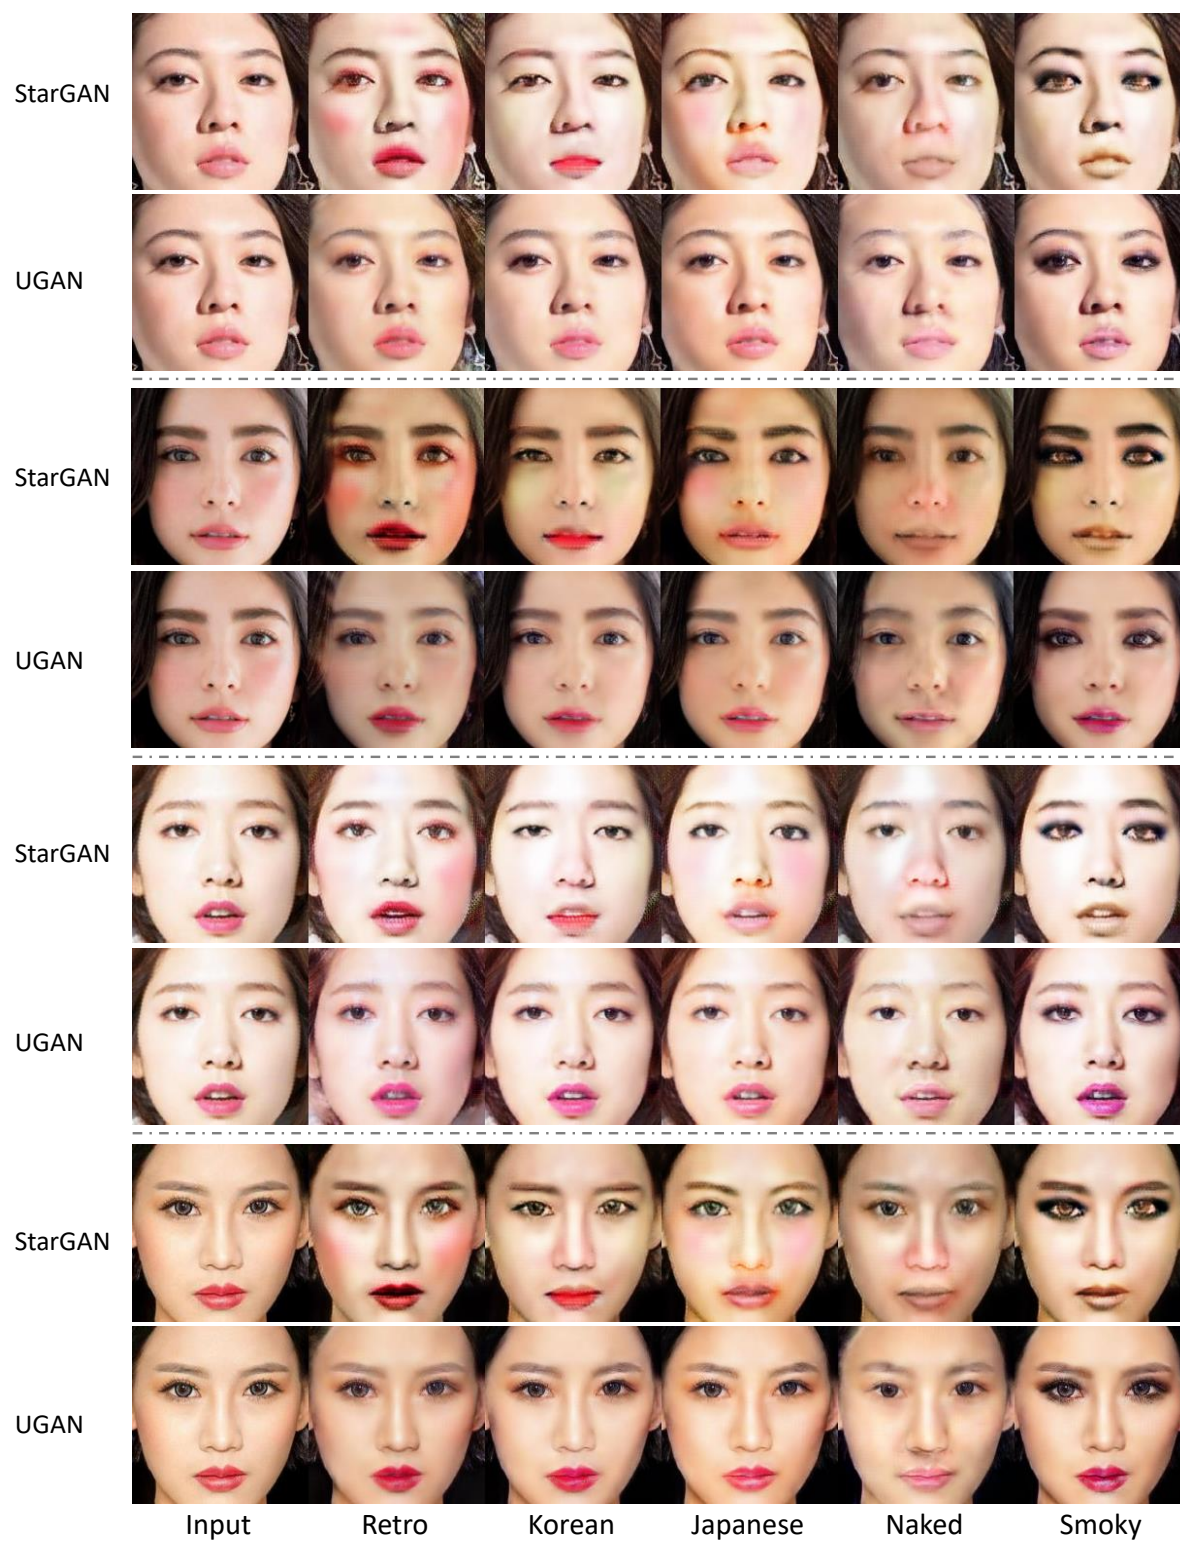 StarGAN
UGAN
StarGAN
UGAN
StarGAN
UGAN
StarGAN
UGAN
Input Retro Korean Japanese Naked Smoky